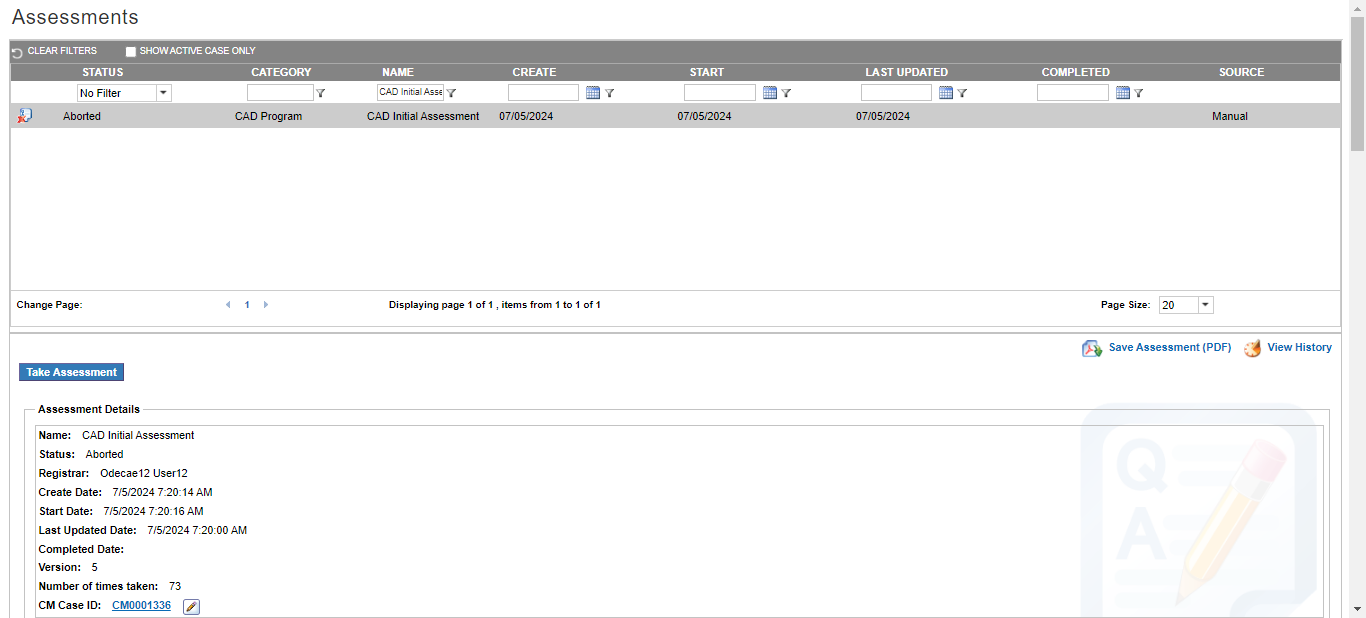 Assessments
CLEAR FILTERS SHOW ACTIVE CASE ONLY
STATUS CATEGORY NAME CREATE START LAST UPDATED COMPLETED SOURCE
No Filter CAD Initial Asse
Aborted CAD Program CAD Initial Assessment 07/05/2024 07/05/2024 07/05/2024 Manual
Change Page: 1 Displaying page 1 of 1 , items from 1 to 1 of 1 Page Size: 20
Save Assessment (PDF) View History
Take Assessment
Assessment Details
Name: CAD Initial Assessment
Status: Aborted
Registrar: Odecae12 User12
Create Date: 7/5/2024 7:20:14 AM
Start Date: 7/5/2024 7:20:16 AM
Last Updated Date: 7/5/2024 7:20:00 AM
Completed Date:
Version: 5
Number of times taken: 73
CM Case ID: CM0001336
Q
A